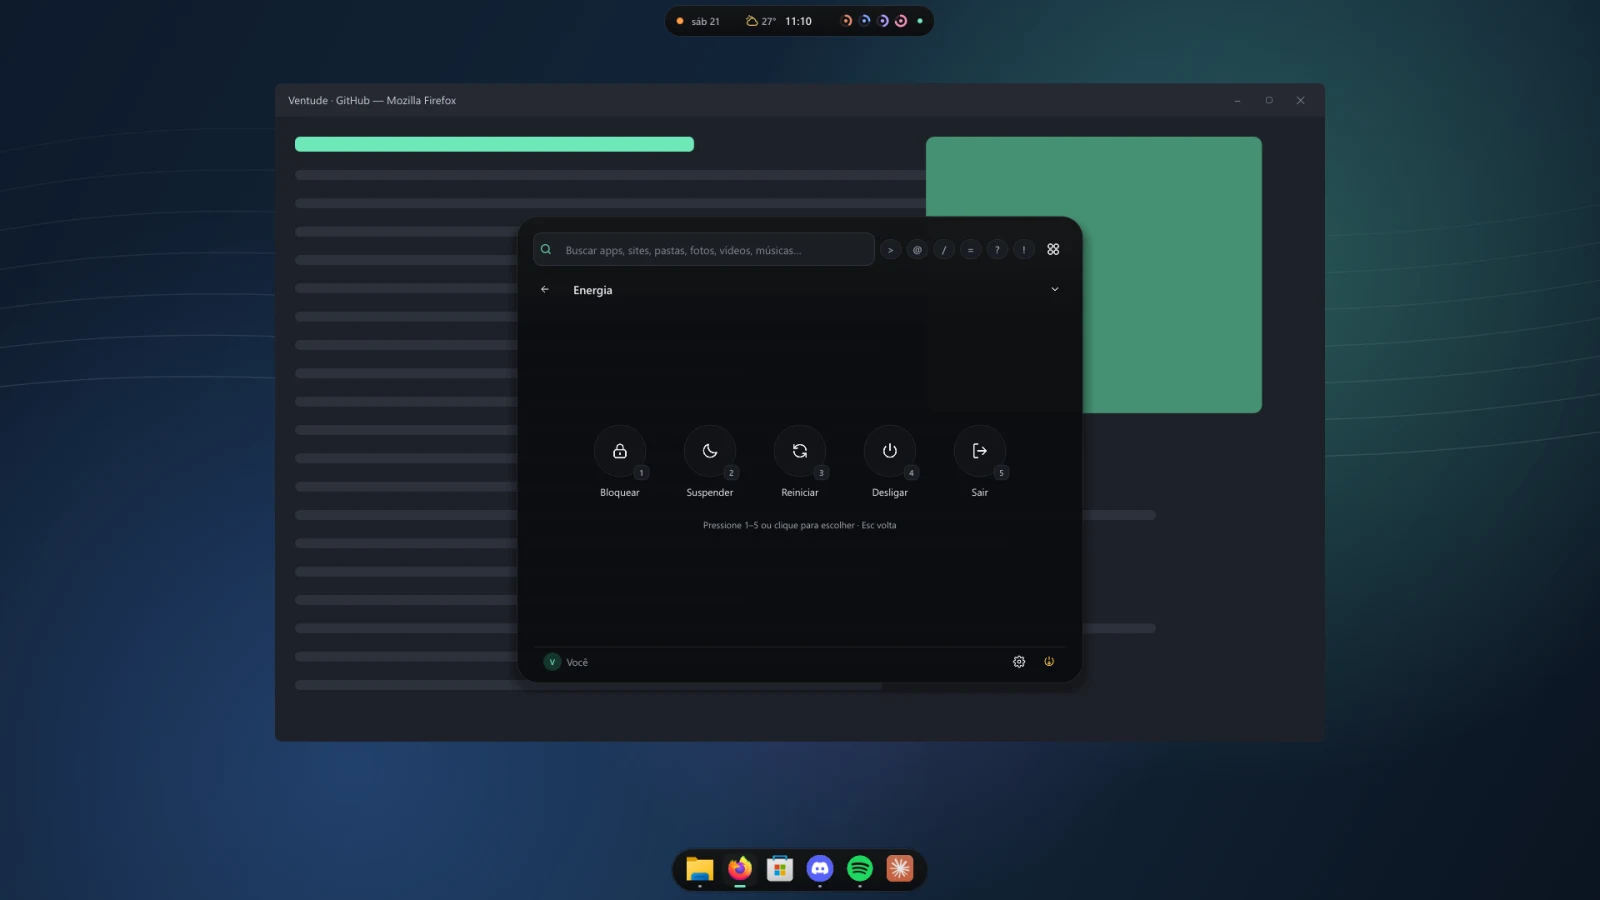 sáb 21 27° 11:10
Ventude · GitHub — Mozilla Firefox
Buscar apps, sites, pastas, fotos, vídeos, músicas... > @ / = ? !
Energia
1 2 3 4 5
Bloquear Suspender Reiniciar Desligar Sair
Pressione 1–5 ou clique para escolher · Esc volta
V Você